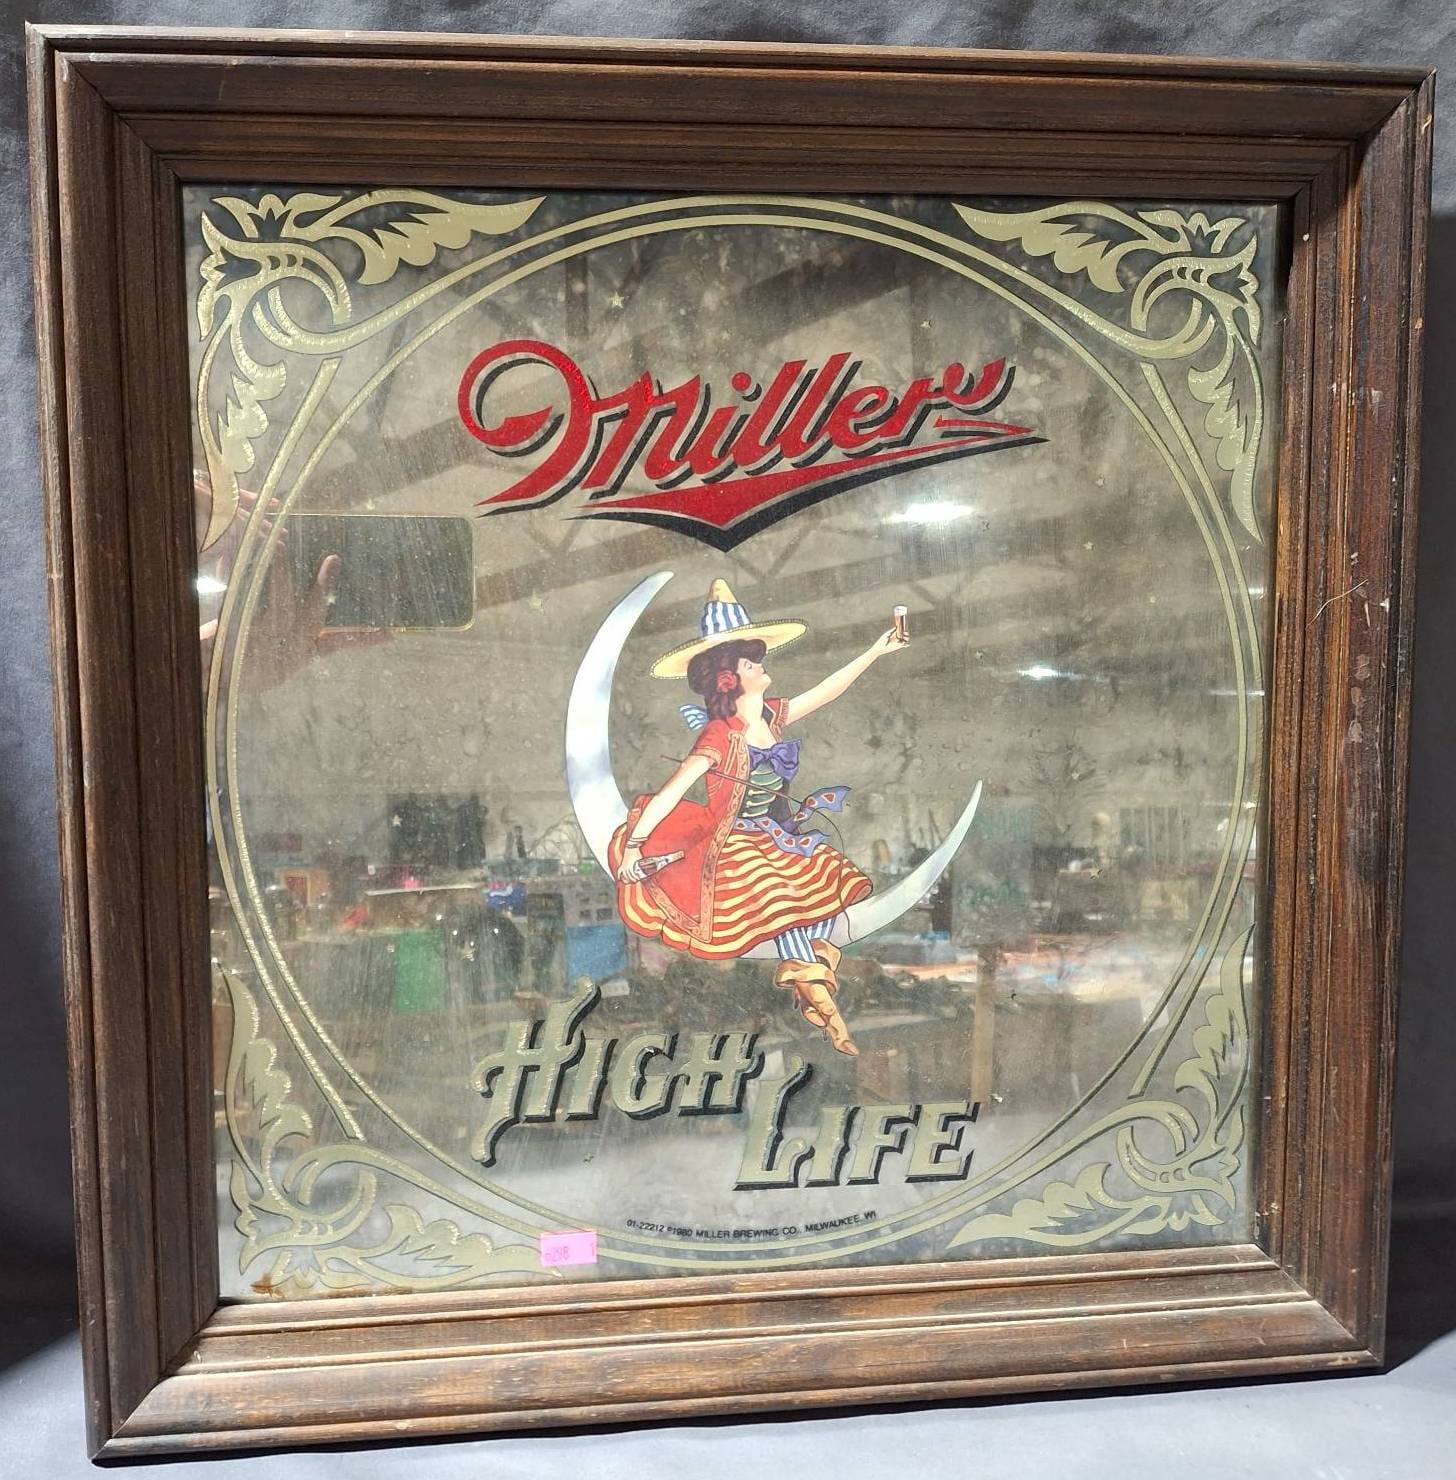 Miller
HIGH
LIFE
01-22212 ©1980 MILLER BREWING CO., MILWAUKEE, WI